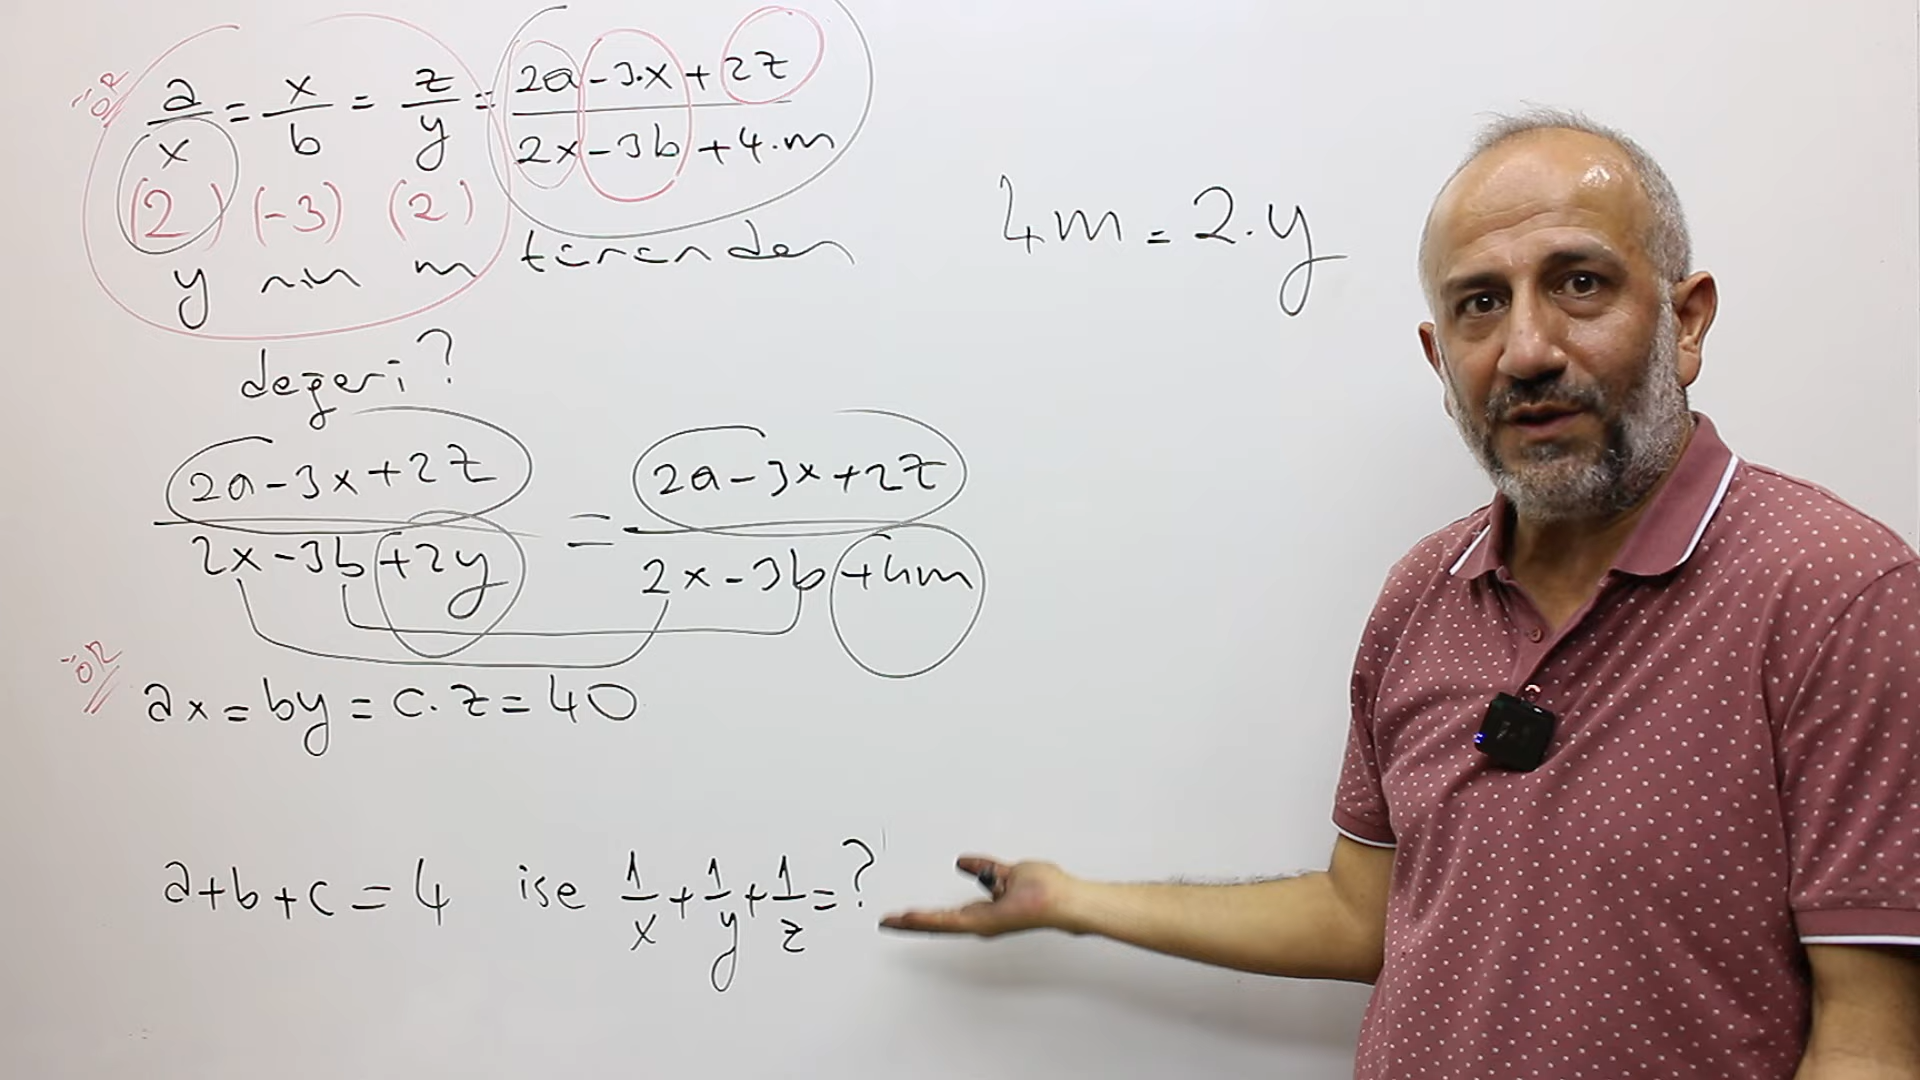 ÖR a/x = x/b = z/y = (2a-3.x+2z)/(2x-3b+4.m)
(2) (-3) (2)
y nin m türünden
değeri?
(2a-3x+2z)/(2x-3b+2y) = (2a-3x+2z)/(2x-3b+4m)
4m=2.y
ÖR ax=by=c.z=40
a+b+c=4 ise 1/x+1/y+1/z=?